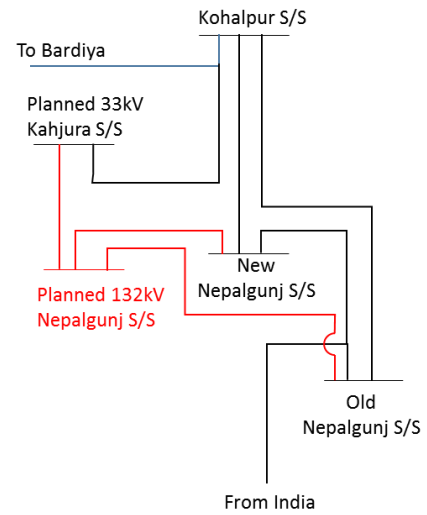 Kohalpur S/S
To Bardiya
Planned 33kV
Kahjura S/S
New
Nepalgunj S/S
Planned 132kV
Nepalgunj S/S
Old
Nepalgunj S/S
From India